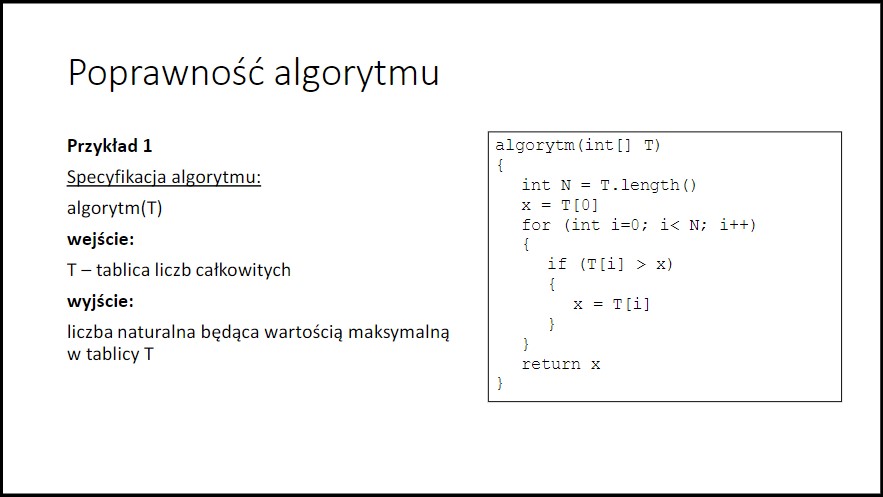 Poprawność algorytmu
Przykład 1
Specyfikacja algorytmu:
algorytm(T)
wejście:
T – tablica liczb całkowitych
wyjście:
liczba naturalna będąca wartością maksymalną
w tablicy T
algorytm(int[] T)
{
int N = T.length()
x = T[0]
for (int i=0; i< N; i++)
{
if (T[i] > x)
{
x = T[i]
}
}
return x
}